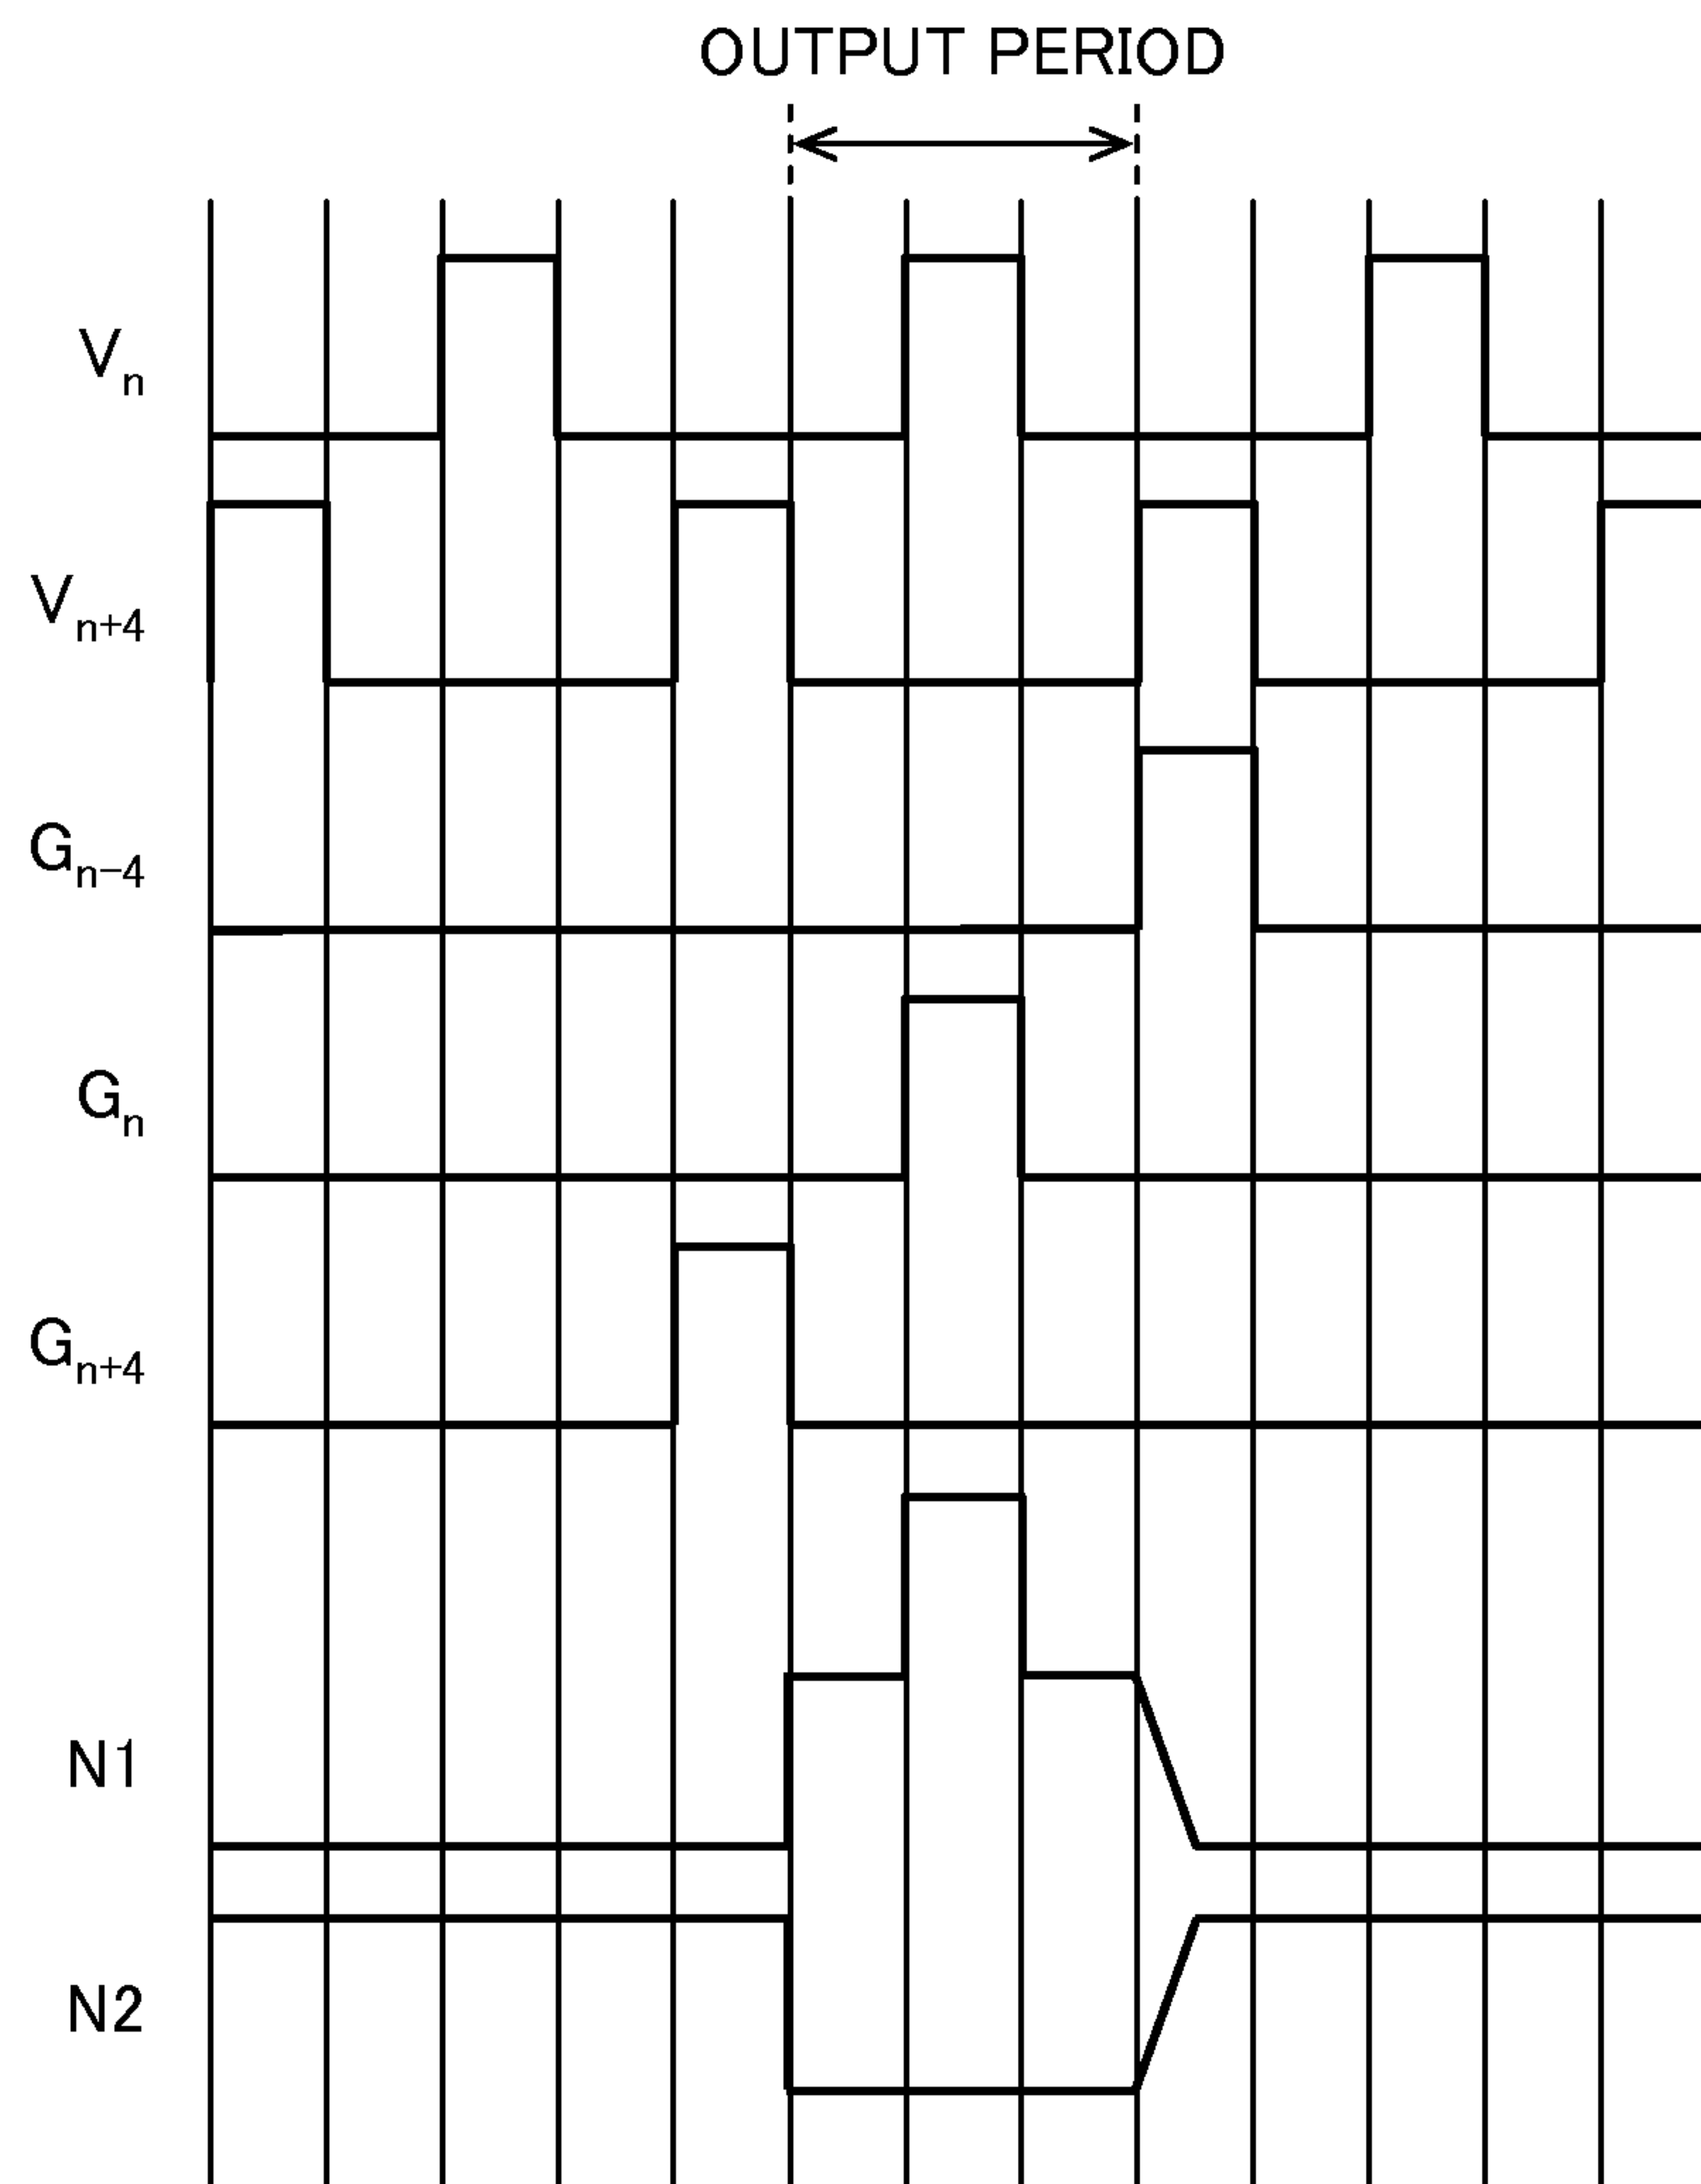 OUTPUT PERIOD
Vn
Vn+4
Gn−4
Gn
Gn+4
N1
N2